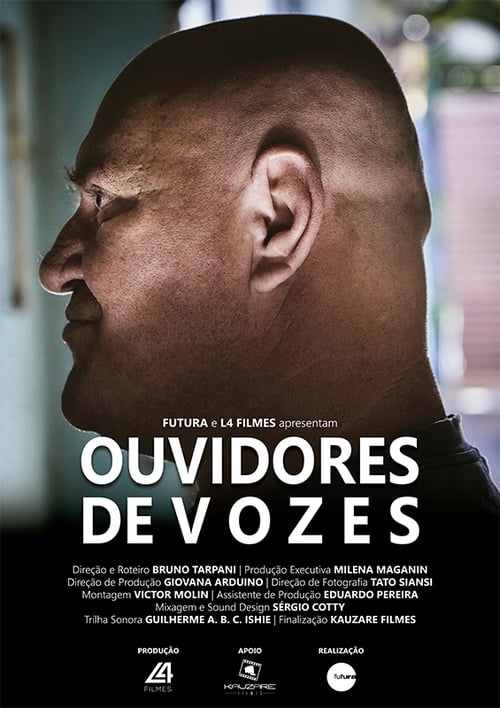 FUTURA e L4 FILMES apresentam
OUVIDORES
DE VOZES
Direção e Roteiro BRUNO TARPANI | Produção Executiva MILENA MAGANIN
Direção de Produção GIOVANA ARDUINO | Direção de Fotografia TATO SIANSI
Montagem VICTOR MOLIN | Assistente de Produção EDUARDO PEREIRA
Mixagem e Sound Design SÉRGIO COTTY
Trilha Sonora GUILHERME A. B. C. ISHIE | Finalização KAUZARE FILMES
PRODUÇÃO APOIO REALIZAÇÃO
L4 FILMES
KAUZARE FILMES
futura